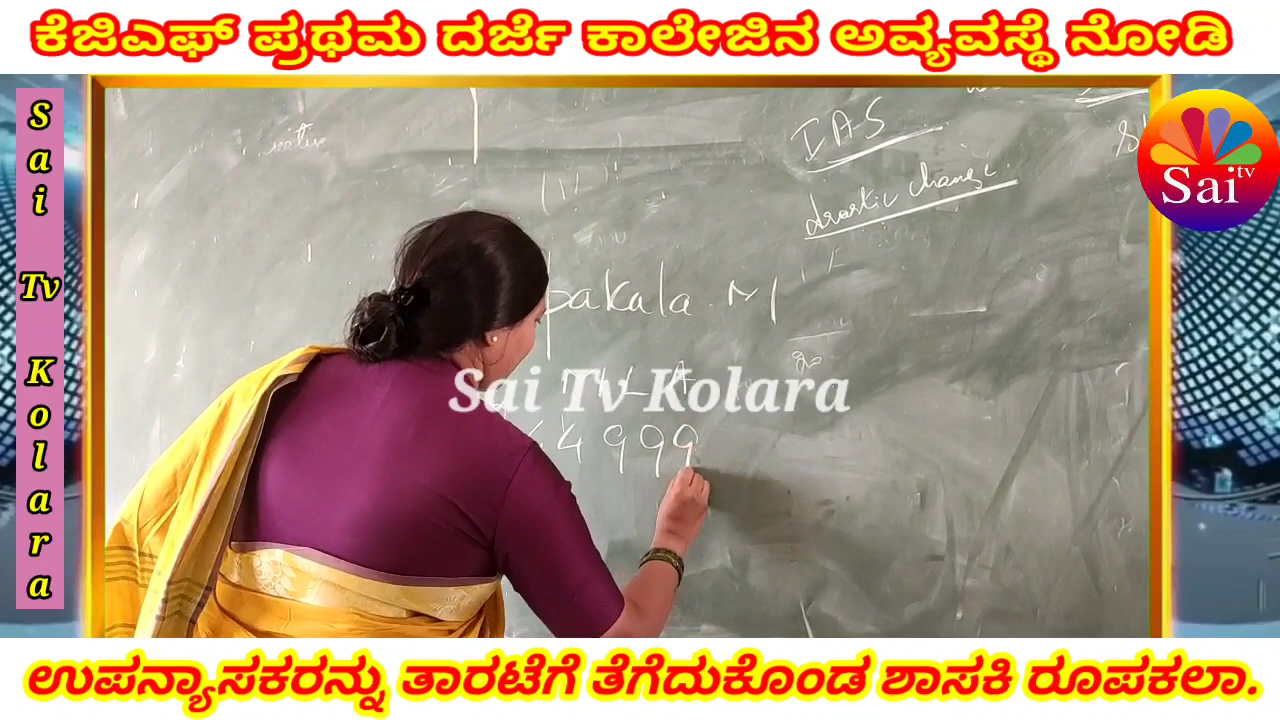 ಕೆಜಿಎಫ್ ಪ್ರಥಮ ದರ್ಜೆ ಕಾಲೇಜಿನ ಅವ್ಯವಸ್ಥೆ ನೋಡಿ
Sai Tv Kolara
Sai tv
IAS
drastic change
pakala. M
Sai Tv Kolara
4999
ಉಪನ್ಯಾಸಕರನ್ನು ತಾರಟೆಗೆ ತೆಗೆದುಕೊಂಡ ಶಾಸಕಿ ರೂಪಕಲಾ.